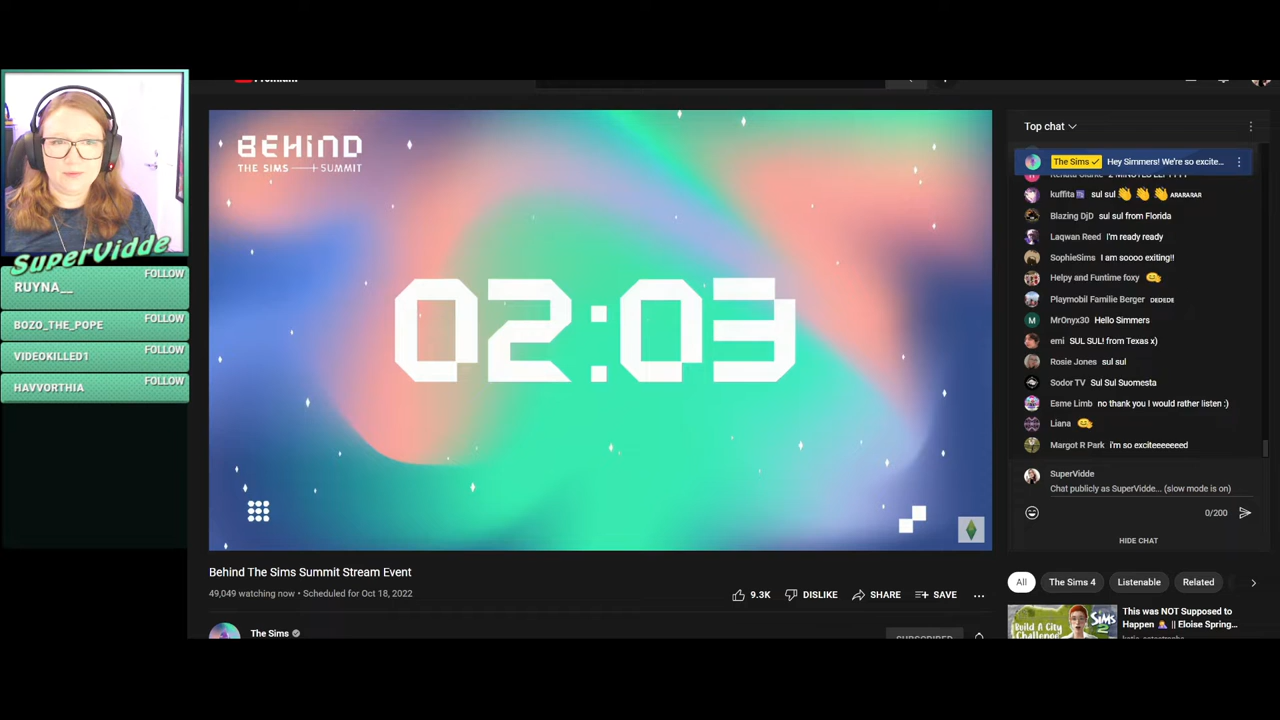 SuperVidde
FOLLOW
RUYNA__
FOLLOW
BOZO_THE_POPE
FOLLOW
VIDEOKILLED1
FOLLOW
HAVVORTHIA
BEHIND
THE SIMS SUMMIT
02:03
Behind The Sims Summit Stream Event
49,049 watching now • Scheduled for Oct 18, 2022
9.3K DISLIKE SHARE SAVE
The Sims
Top chat
The Sims Hey Simmers! We're so excite...
kuffita sul sul ARARARAR
Blazing DjD sul sul from Florida
Laqwan Reed I'm ready ready
SophieSims I am soooo exiting!!
Helpy and Funtime foxy
Playmobil Familie Berger DEDEDE
MrOnyx30 Hello Simmers
emi SUL SUL! from Texas x)
Rosie Jones sul sul
Sodor TV Sul Sul Suomesta
Esme Limb no thank you I would rather listen :)
Liana
Margot R Park i'm so exciteeeeeeed
SuperVidde
Chat publicly as SuperVidde... (slow mode is on)
0/200
HIDE CHAT
All The Sims 4 Listenable Related
Build A City
Challenge
SIMS 2
This was NOT Supposed to
Happen || Eloise Spring...